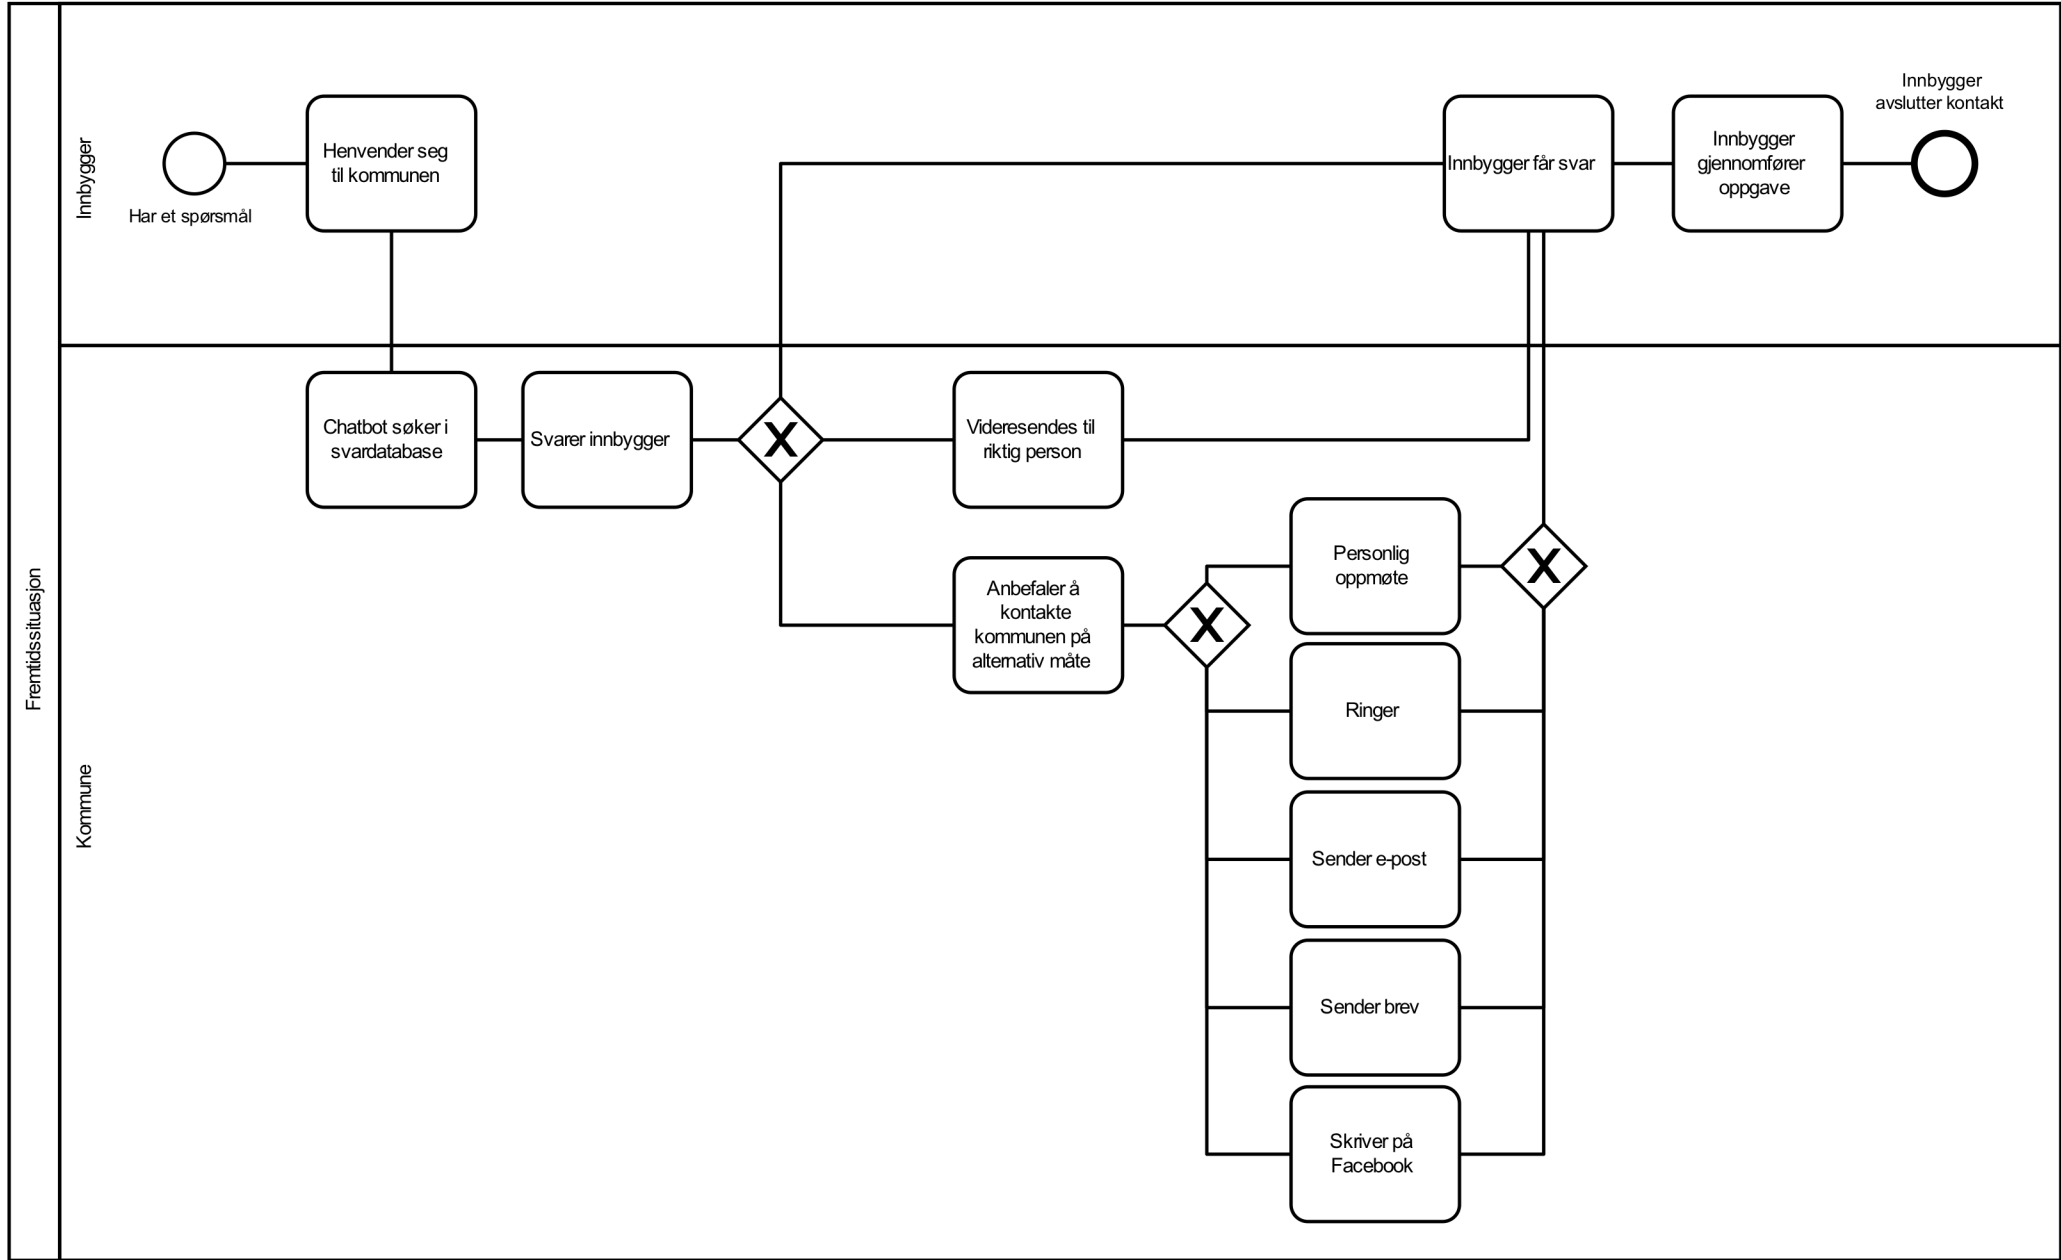 Fremtidssituasjon
Innbygger
Har et spørsmål
Henvender seg
til kommunen
Innbygger får svar
Innbygger
gjennomfører
oppgave
Innbygger
avslutter kontakt
Kommune
Chatbot søker i
svardatabase
Svarer innbygger
X
Videresendes til
riktig person
Anbefaler å
kontakte
kommunen på
alternativ måte
X
Personlig
oppmøte
X
Ringer
Sender e-post
Sender brev
Skriver på
Facebook